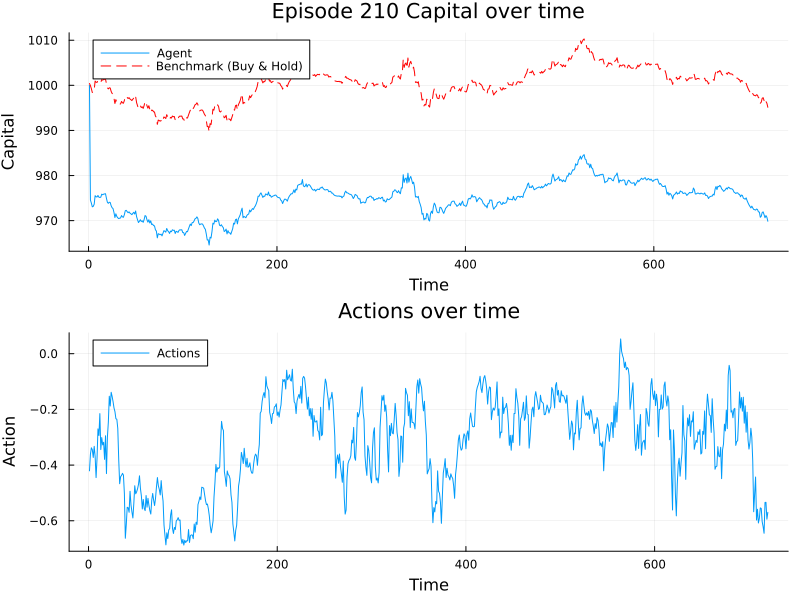 Episode 210 Capital over time
Agent
Benchmark (Buy & Hold)
1010
1000
990
980
970
Capital
0
200
400
600
Time
Actions over time
Actions
0.0
−0.2
−0.4
−0.6
Action
0
200
400
600
Time